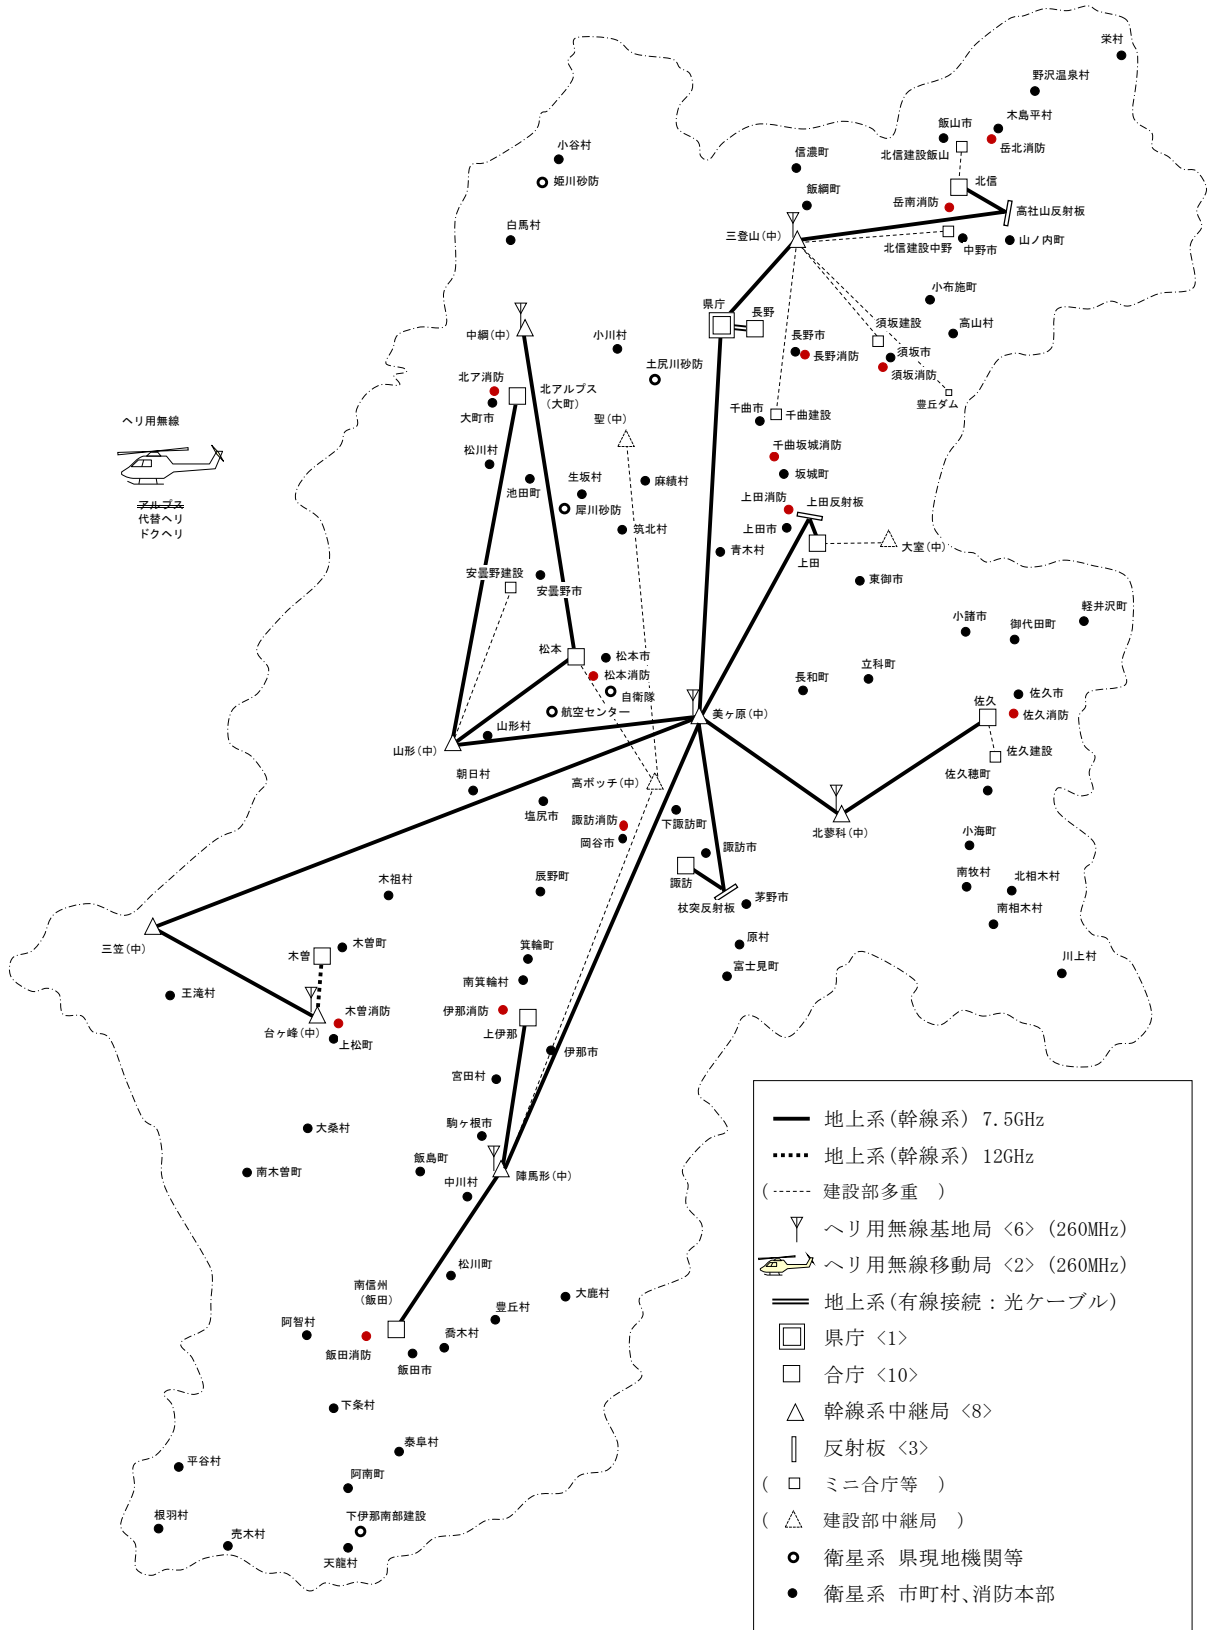 栄村
野沢温泉村
木島平村
飯山市
岳北消防
北信建設飯山
小谷村
信濃町
姫川砂防
北信
飯綱町
岳南消防
高社山反射板
白馬村
三登山(中)
北信建設中野
中野市
山ノ内町
小布施町
県庁
長野
須坂建設
高山村
中綱(中)
小川村
長野市
長野消防
須坂市
土尻川砂防
須坂消防
北ア消防
北アルプス
(大町)
大町市
豊丘ダム
千曲市
千曲建設
聖(中)
ヘリ用無線
松川村
千曲坂城消防
生坂村
麻績村
坂城町
池田町
アルプス
代替ヘリ
ドクヘリ
犀川砂防
上田消防
上田反射板
筑北村
上田市
青木村
上田
大室(中)
安曇野建設
安曇野市
東御市
小諸市
御代田町
軽井沢町
松本
松本市
松本消防
自衛隊
長和町
立科町
佐久
佐久市
佐久消防
航空センター
美ヶ原(中)
山形村
山形(中)
佐久建設
朝日村
高ボッチ(中)
佐久穂町
塩尻市
諏訪消防
下諏訪町
岡谷市
北蓼科(中)
小海町
諏訪市
諏訪
木祖村
辰野町
南牧村
北相木村
杖突反射板
茅野市
南相木村
三笠(中)
木曽
木曽町
箕輪町
原村
川上村
南箕輪村
富士見町
王滝村
木曽消防
伊那消防
台ヶ峰(中)
上松町
上伊那
伊那市
宮田村
大桑村
駒ヶ根市
南木曽町
飯島町
中川村
陣馬形(中)
松川町
南信州
(飯田)
大鹿村
豊丘村
阿智村
飯田消防
喬木村
飯田市
下条村
泰阜村
平谷村
阿南町
根羽村
売木村
下伊那南部建設
天龍村
地上系(幹線系) 7.5GHz
地上系(幹線系) 12GHz
( 建設部多重 )
ヘリ用無線基地局 <6> (260MHz)
ヘリ用無線移動局 <2> (260MHz)
地上系(有線接続：光ケーブル)
県庁 <1>
合庁 <10>
幹線系中継局 <8>
反射板 <3>
( ミニ合庁等 )
( 建設部中継局 )
衛星系 県現地機関等
衛星系 市町村、消防本部